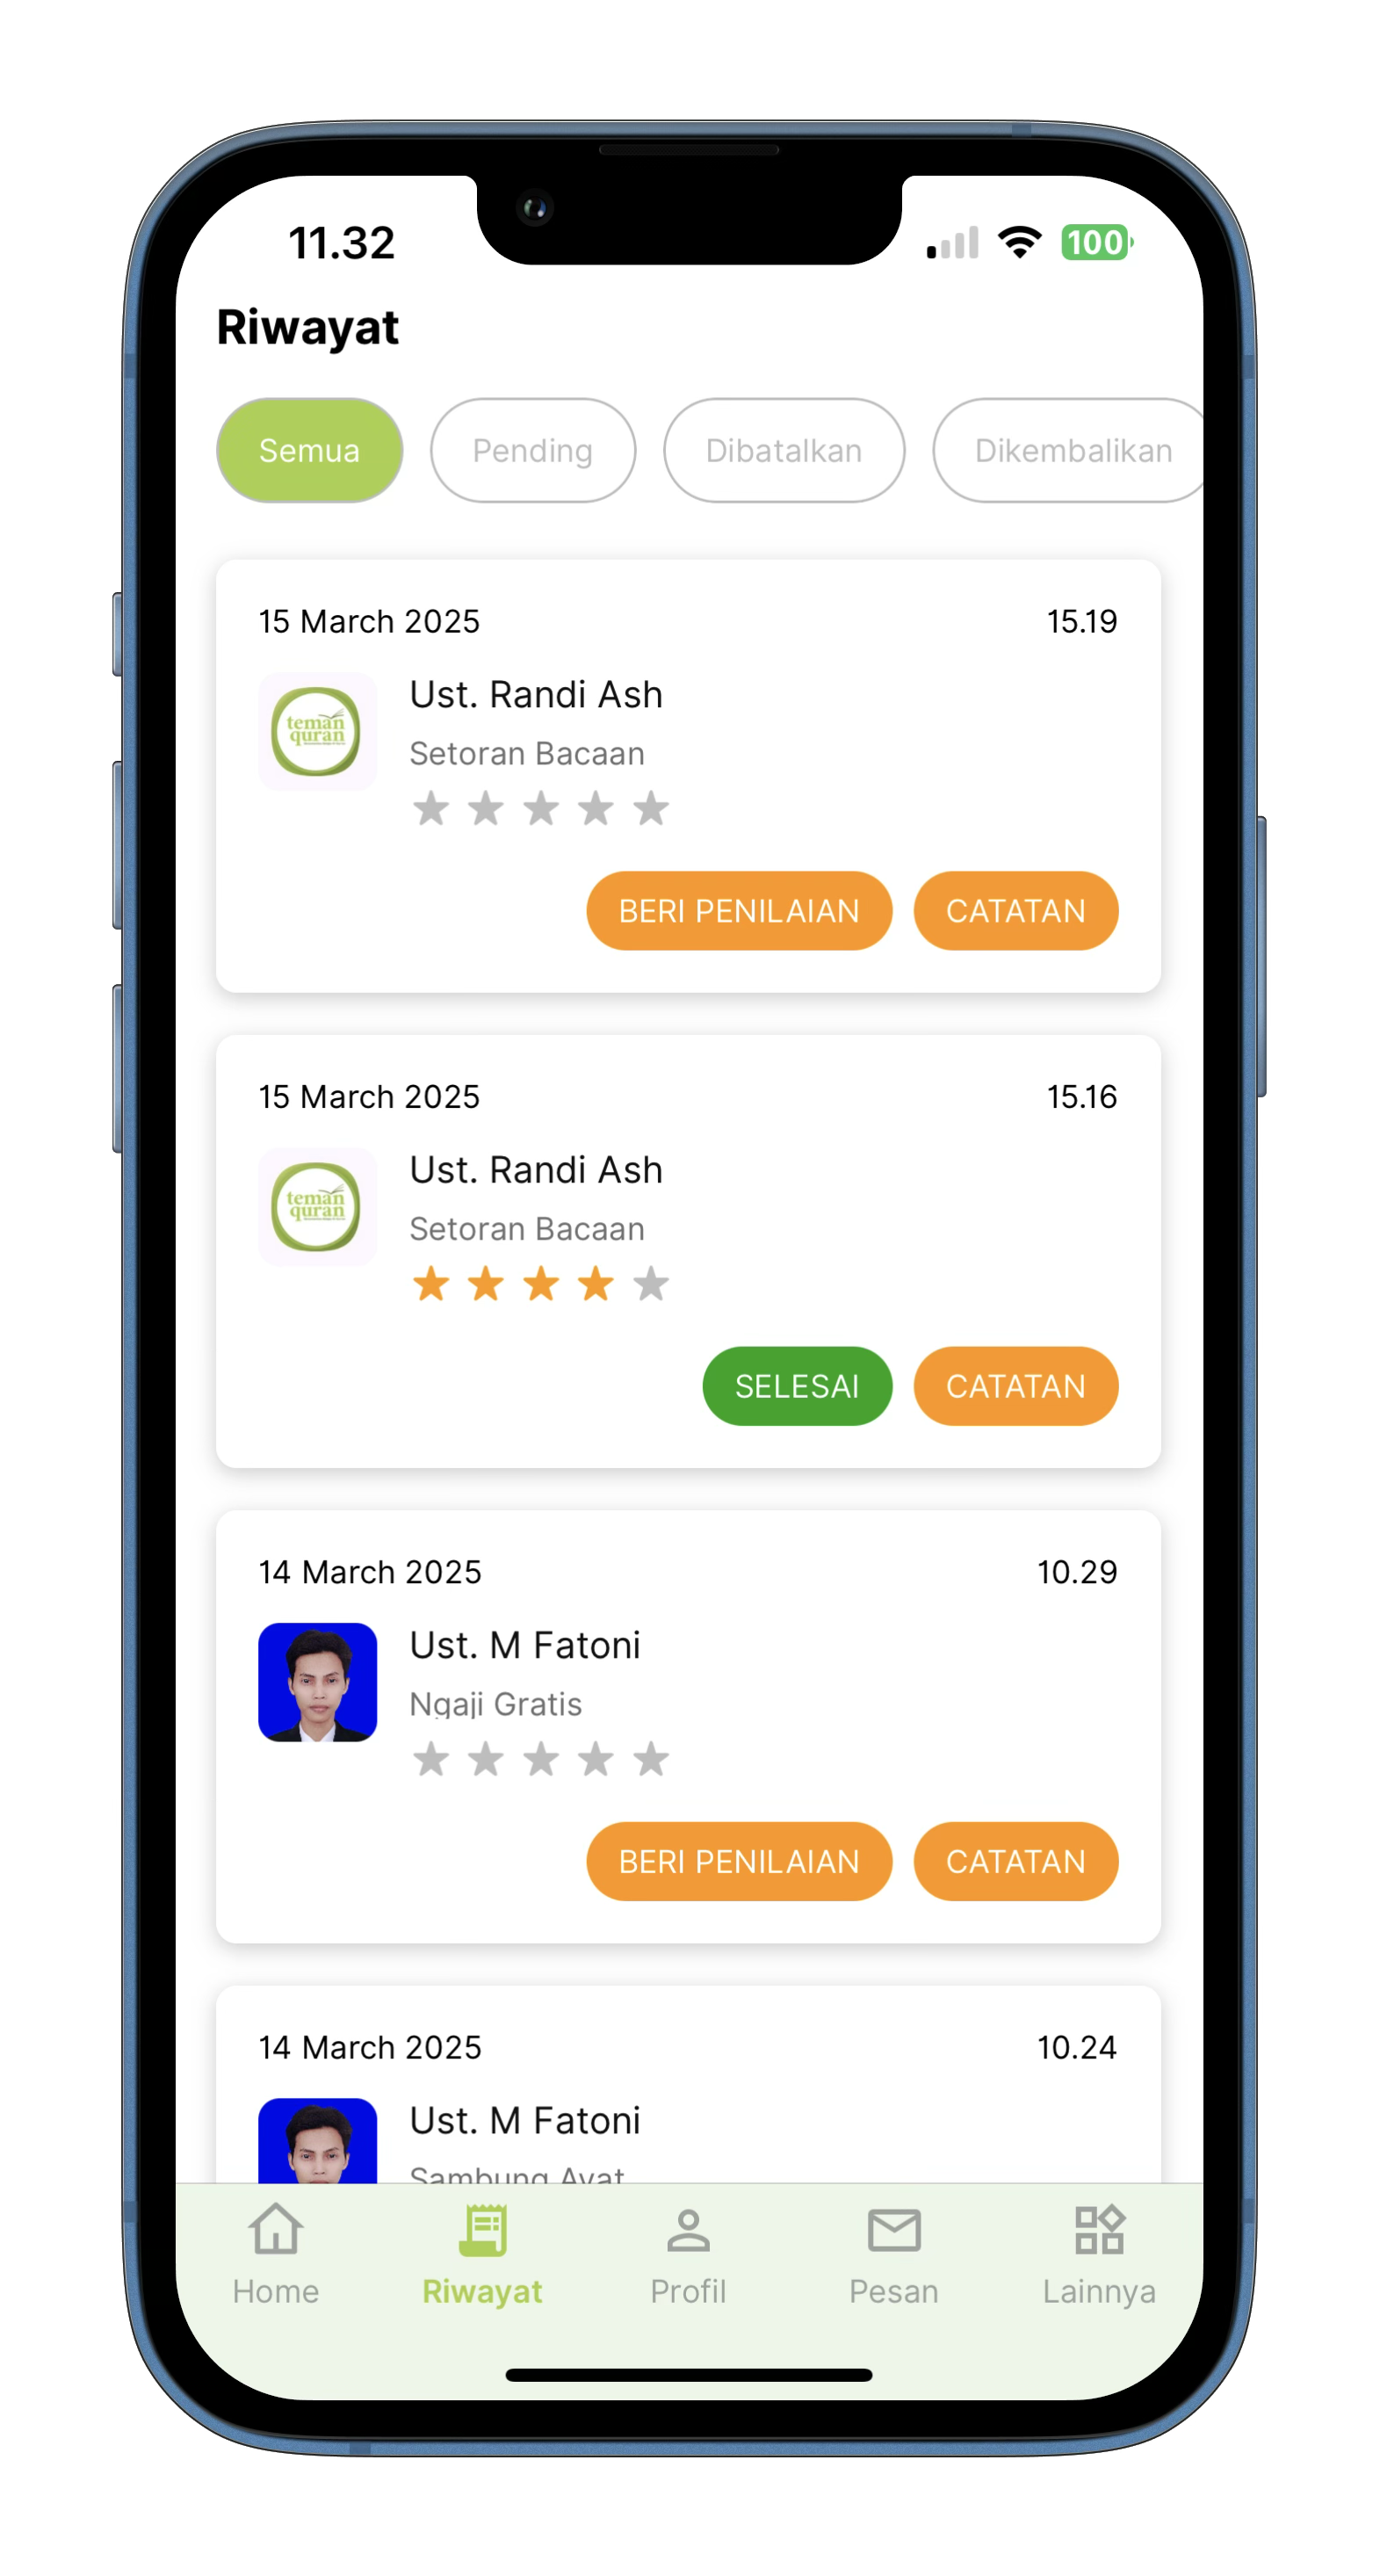 11.32
100
Riwayat
Semua Pending Dibatalkan Dikembalikan
15 March 2025 15.19
teman
quran
Ust. Randi Ash
Setoran Bacaan
BERI PENILAIAN CATATAN
15 March 2025 15.16
teman
quran
Ust. Randi Ash
Setoran Bacaan
SELESAI CATATAN
14 March 2025 10.29
Ust. M Fatoni
Ngaji Gratis
BERI PENILAIAN CATATAN
14 March 2025 10.24
Ust. M Fatoni
Sambung Ayat
Home Riwayat Profil Pesan Lainnya